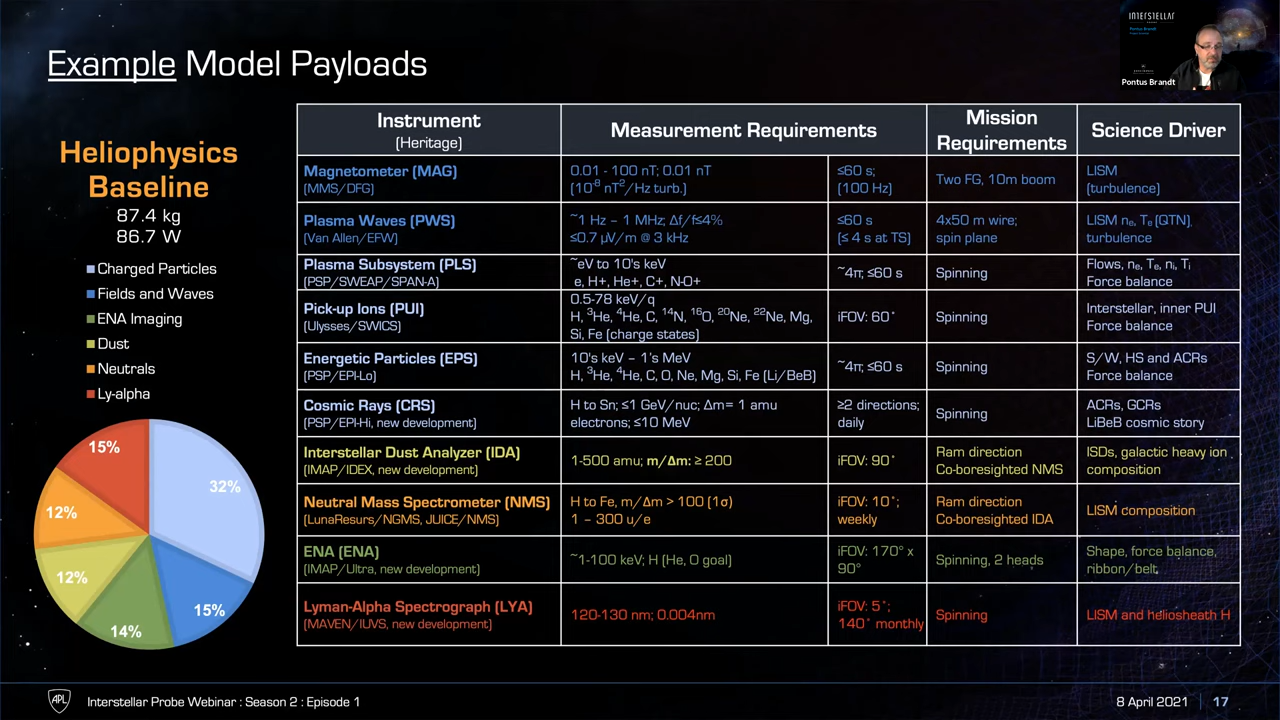 INTERSTELLAR
Pontus Brandt
Pontus Brandt
Example Model Payloads
Heliophysics
Baseline
87.4 kg
86.7 W
Charged Particles
Fields and Waves
ENA Imaging
Dust
Neutrals
Ly-alpha
15%
32%
12%
12%
15%
14%
Instrument
(Heritage)
Measurement Requirements
Mission
Requirements
Science Driver
Magnetometer (MAG)
(MMS/DFG)
0.01 - 100 nT; 0.01 nT
(10⁻⁸ nT²/Hz turb.)
≤60 s;
(100 Hz)
Two FG, 10m boom
LISM
(turbulence)
Plasma Waves (PWS)
(Van Allen/EFW)
~1 Hz – 1 MHz; Δf/f≤4%
≤0.7 μV/m @ 3 kHz
≤60 s
(≤ 4 s at TS)
4x50 m wire;
spin plane
LISM nₑ, Tₑ (QTN),
turbulence
Plasma Subsystem (PLS)
(PSP/SWEAP/SPAN-A)
~eV to 10's keV
e, H+, He+, C+, N-O+
~4π; ≤60 s
Spinning
Flows, nₑ, Tₑ, nᵢ, Tᵢ
Force balance
Pick-up Ions (PUI)
(Ulysses/SWICS)
0.5-78 keV/q
H, ³He, ⁴He, C, ¹⁴N, ¹⁶O, ²⁰Ne, ²²Ne, Mg,
Si, Fe (charge states)
iFOV: 60°
Spinning
Interstellar, inner PUI
Force balance
Energetic Particles (EPS)
(PSP/EPI-Lo)
10's keV – 1's MeV
H, ³He, ⁴He, C, O, Ne, Mg, Si, Fe (Li/BeB)
~4π; ≤60 s
Spinning
S/W, HS and ACRs
Force balance
Cosmic Rays (CRS)
(PSP/EPI-Hi, new development)
H to Sn; ≤1 GeV/nuc; Δm= 1 amu
electrons; ≤10 MeV
≥2 directions;
daily
Spinning
ACRs, GCRs
LiBeB cosmic story
Interstellar Dust Analyzer (IDA)
(IMAP/IDEX, new development)
1-500 amu; m/Δm: ≥ 200
iFOV: 90°
Ram direction
Co-boresighted NMS
ISDs, galactic heavy ion
composition
Neutral Mass Spectrometer (NMS)
(LunaResurs/NGMS, JUICE/NMS)
H to Fe, m/Δm > 100 (1σ)
1 – 300 u/e
iFOV: 10°;
weekly
Ram direction
Co-boresighted IDA
LISM composition
ENA (ENA)
(IMAP/Ultra, new development)
~1-100 keV; H (He, O goal)
iFOV: 170° x
90°
Spinning, 2 heads
Shape, force balance,
ribbon/belt
Lyman-Alpha Spectrograph (LYA)
(MAVEN/IUVS, new development)
120-130 nm; 0.004nm
iFOV: 5°;
140° monthly
Spinning
LISM and heliosheath H
APL
Interstellar Probe Webinar : Season 2 : Episode 1
8 April 2021
17